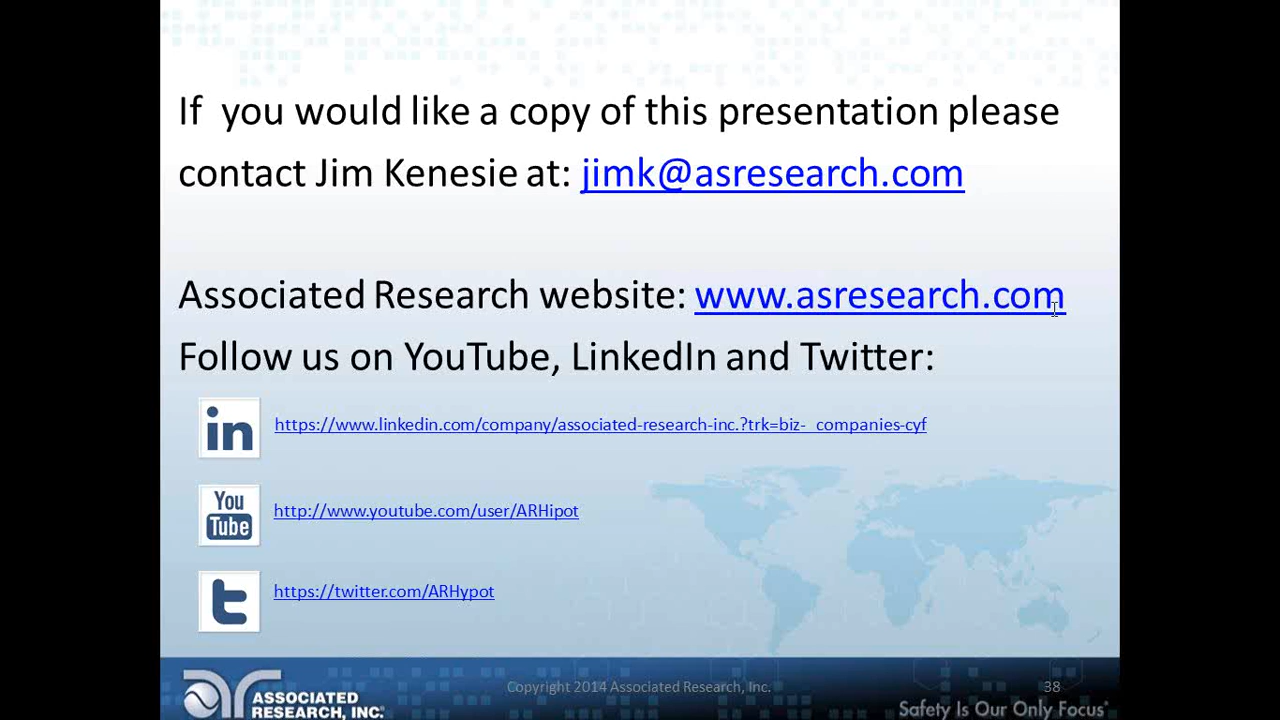 If you would like a copy of this presentation please
contact Jim Kenesie at: jimk@asresearch.com
Associated Research website: www.asresearch.com
Follow us on YouTube, LinkedIn and Twitter:
in https://www.linkedin.com/company/associated-research-inc.?trk=biz-_companies-cyf
You
Tube http://www.youtube.com/user/ARHipot
t https://twitter.com/ARHypot
ASSOCIATED
RESEARCH, INC.
Copyright 2014 Associated Research, Inc.
38
Safety Is Our Only Focus®